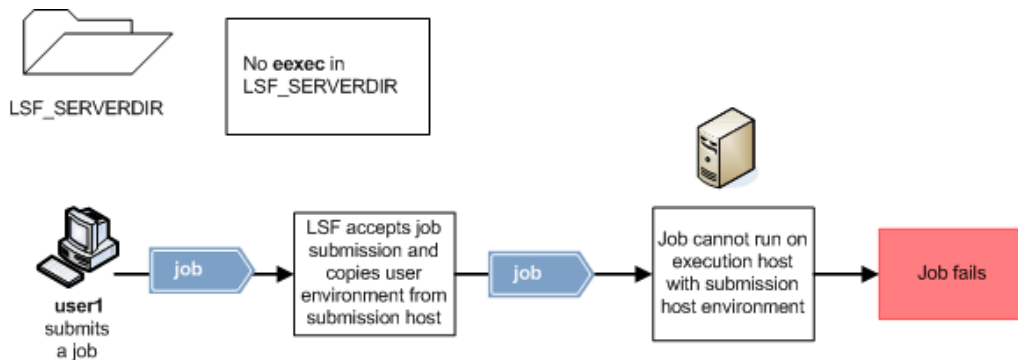 LSF_SERVERDIR
No eexec in
LSF_SERVERDIR
user1
submits
a job
job
LSF accepts job
submission and
copies user
environment from
submission host
job
Job cannot run on
execution host
with submission
host environment
Job fails